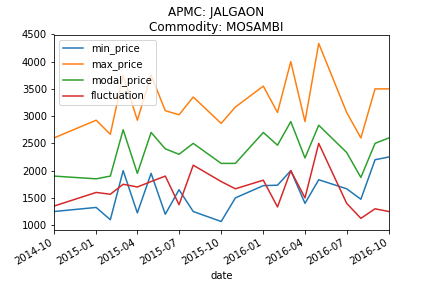 APMC: JALGAON
Commodity: MOSAMBI
4500
4000
3500
3000
2500
2000
1500
1000
min_price
max_price
modal_price
fluctuation
2014-10
2015-01
2015-04
2015-07
2015-10
2016-01
2016-04
2016-07
2016-10
date